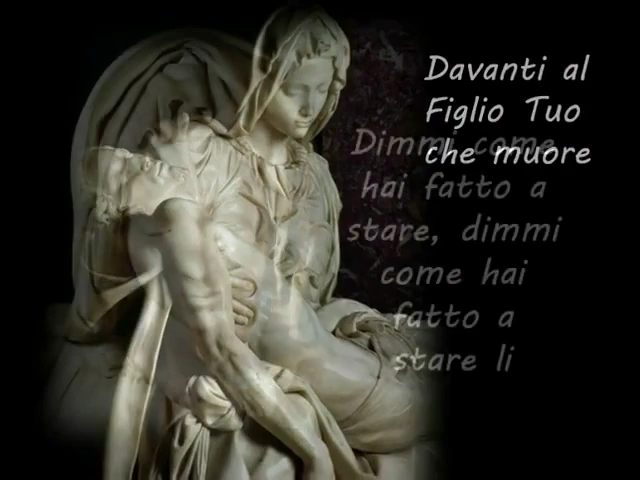 Davanti al
Figlio Tuo
che muore
Dimmi come
hai fatto a
stare, dimmi
come hai
fatto a
stare li